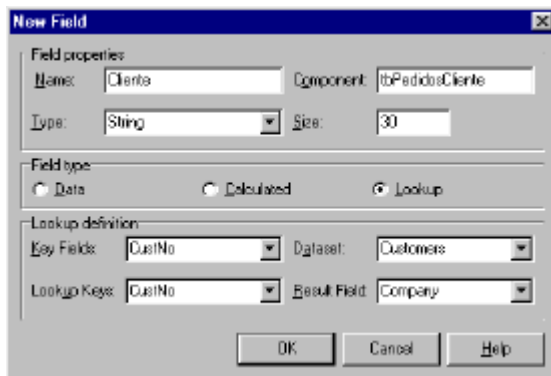 New Field
Field properties
Name: Cliente Component: tbPedidosCliente
Type: String Size: 30
Field type
Data Calculated Lookup
Lookup definition
Key Fields: CustNo Dataset: Customers
Lookup Keys: CustNo Result Field: Company
OK Cancel Help